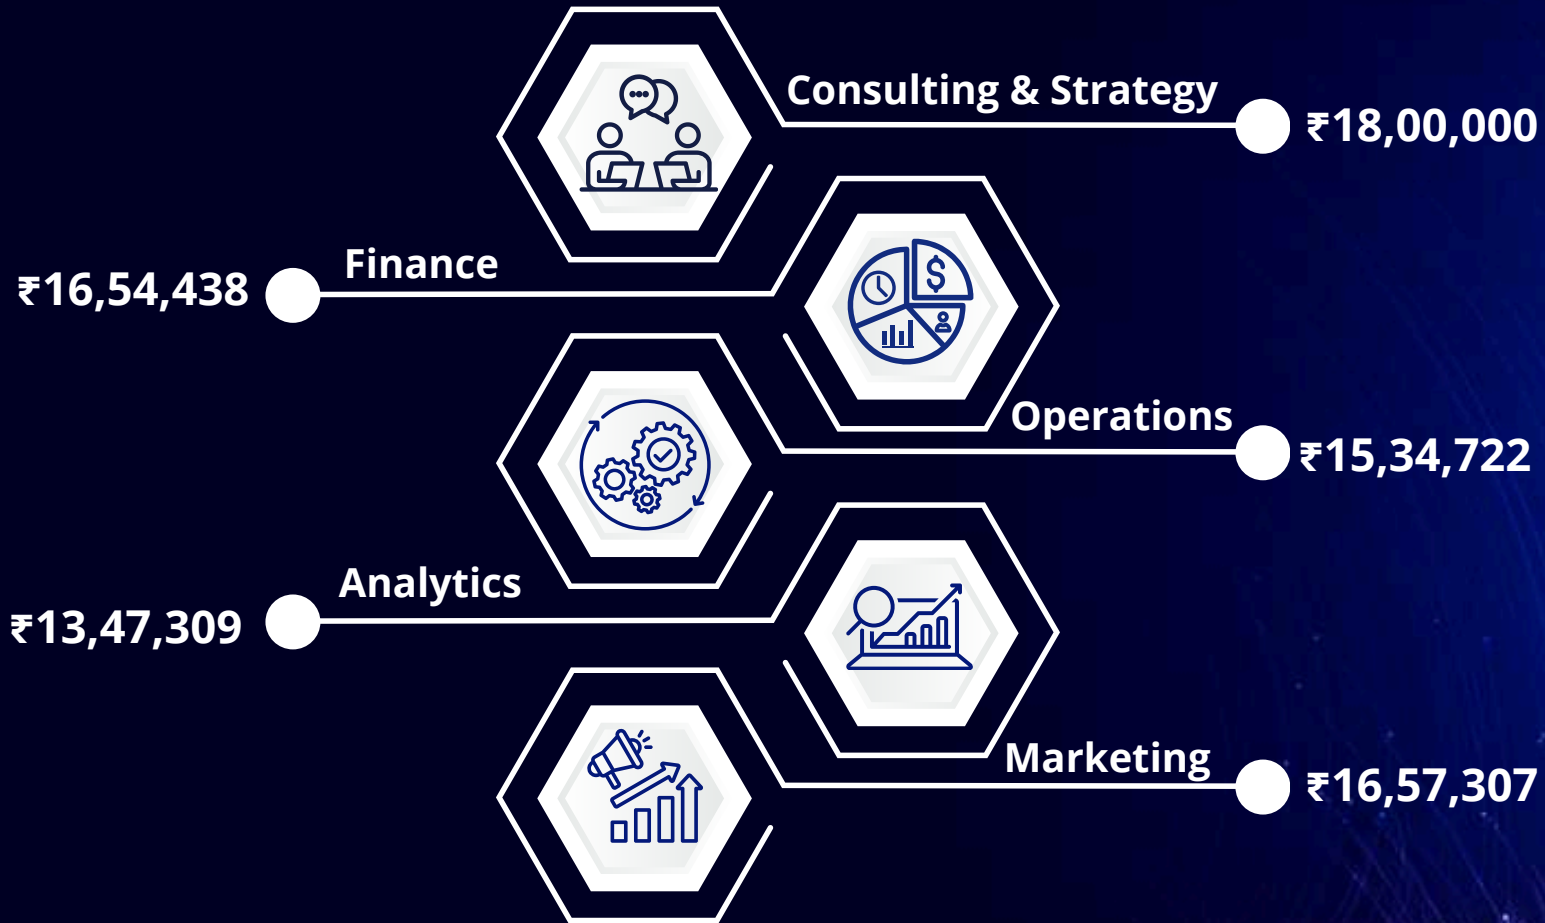 Consulting & Strategy
₹18,00,000
Finance
₹16,54,438
Operations
₹15,34,722
Analytics
₹13,47,309
Marketing
₹16,57,307